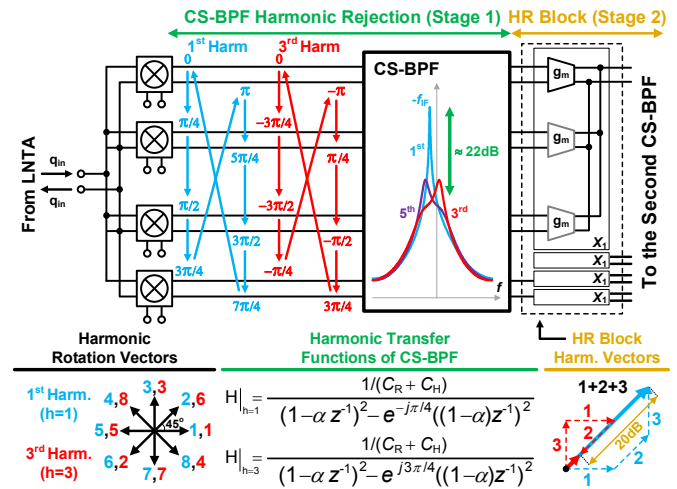 CS-BPF Harmonic Rejection (Stage 1)
HR Block (Stage 2)
1st Harm
3rd Harm
0
0
CS-BPF
gm
π
−π
π/4
−3π/4
-fIF
1st
≈ 22dB
From LNTA
qin
qin
5π/4
π/4
gm
π/2
−3π/2
5th
3rd
gm
3π/2
−π/2
X1
3π/4
−π/4
f
X1
X1
X1
7π/4
3π/4
To the Second CS-BPF
Harmonic
Rotation Vectors
Harmonic Transfer
Functions of CS-BPF
HR Block
Harm. Vectors
1st Harm.
(h=1)
3rd Harm.
(h=3)
3,3
4,8
2,6
45°
5,5
1,1
6,2
7,7
8,4
H|h=1 = 1/(CR + CH) / (1−α z-1)2−e−jπ/4((1−α)z-1)2
H|h=3 = 1/(CR + CH) / (1−α z-1)2−e j3π/4((1−α)z-1)2
1+2+3
1
3
2
20dB
3
2
1